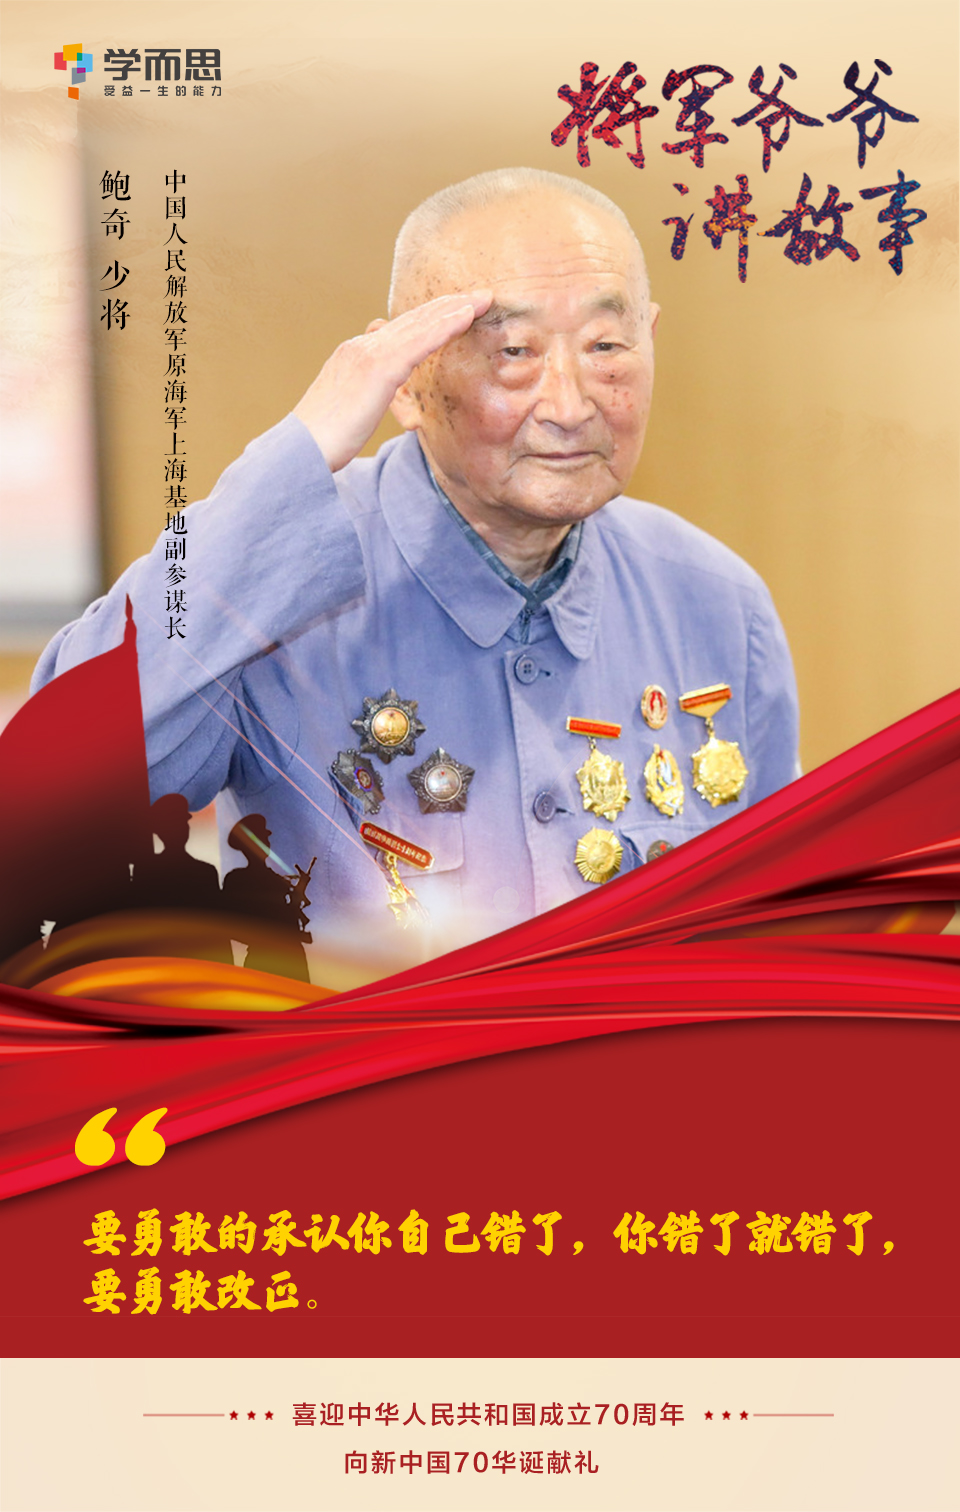 学而思
受益一生的能力
将军爷爷
讲故事
中国人民解放军原海军上海基地副参谋长
鲍奇 少将
要勇敢的承认你自己错了，你错了就错了，
要勇敢改正。
喜迎中华人民共和国成立70周年
向新中国70华诞献礼